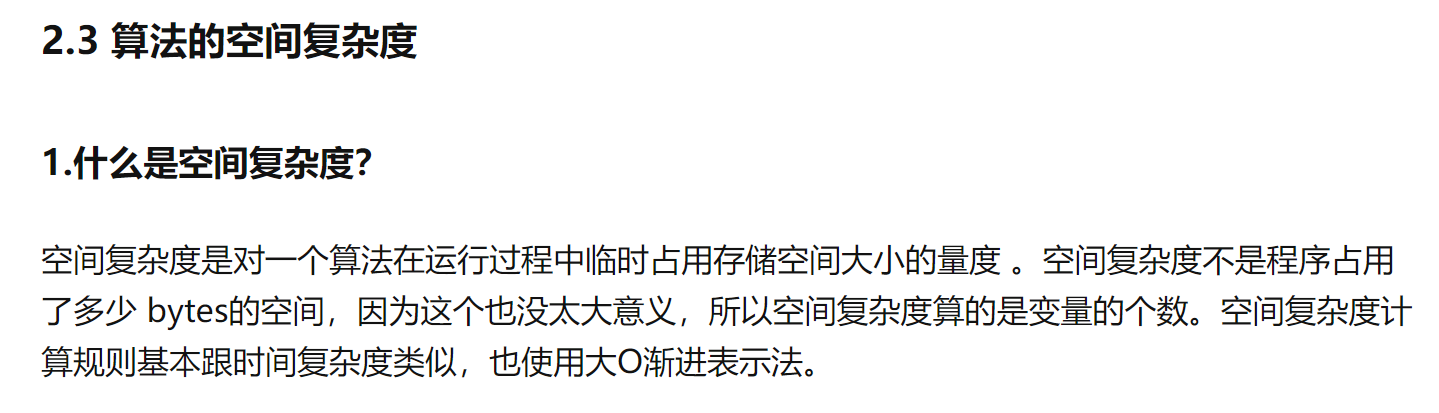 2.3 算法的空间复杂度
1.什么是空间复杂度？
空间复杂度是对一个算法在运行过程中临时占用存储空间大小的量度 。空间复杂度不是程序占用
了多少 bytes的空间，因为这个也没太大意义，所以空间复杂度算的是变量的个数。空间复杂度计
算规则基本跟时间复杂度类似，也使用大O渐进表示法。